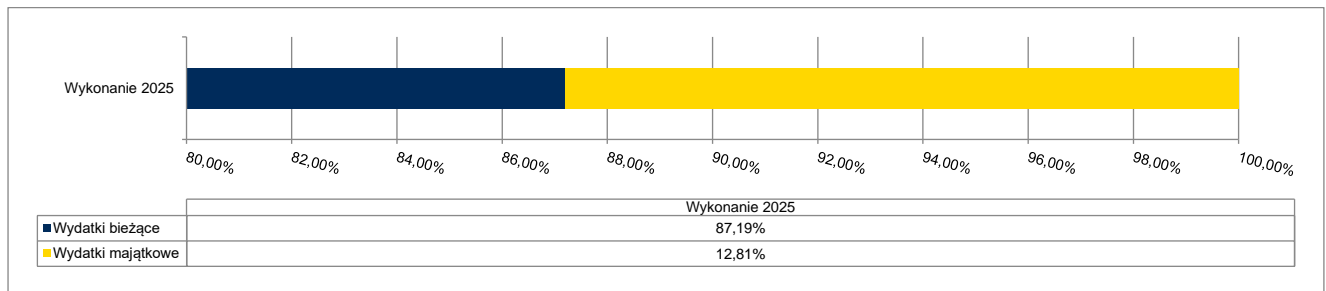 Wykonanie 2025
80,00% 82,00% 84,00% 86,00% 88,00% 90,00% 92,00% 94,00% 96,00% 98,00% 100,00%
Wykonanie 2025
Wydatki bieżące 87,19%
Wydatki majątkowe 12,81%